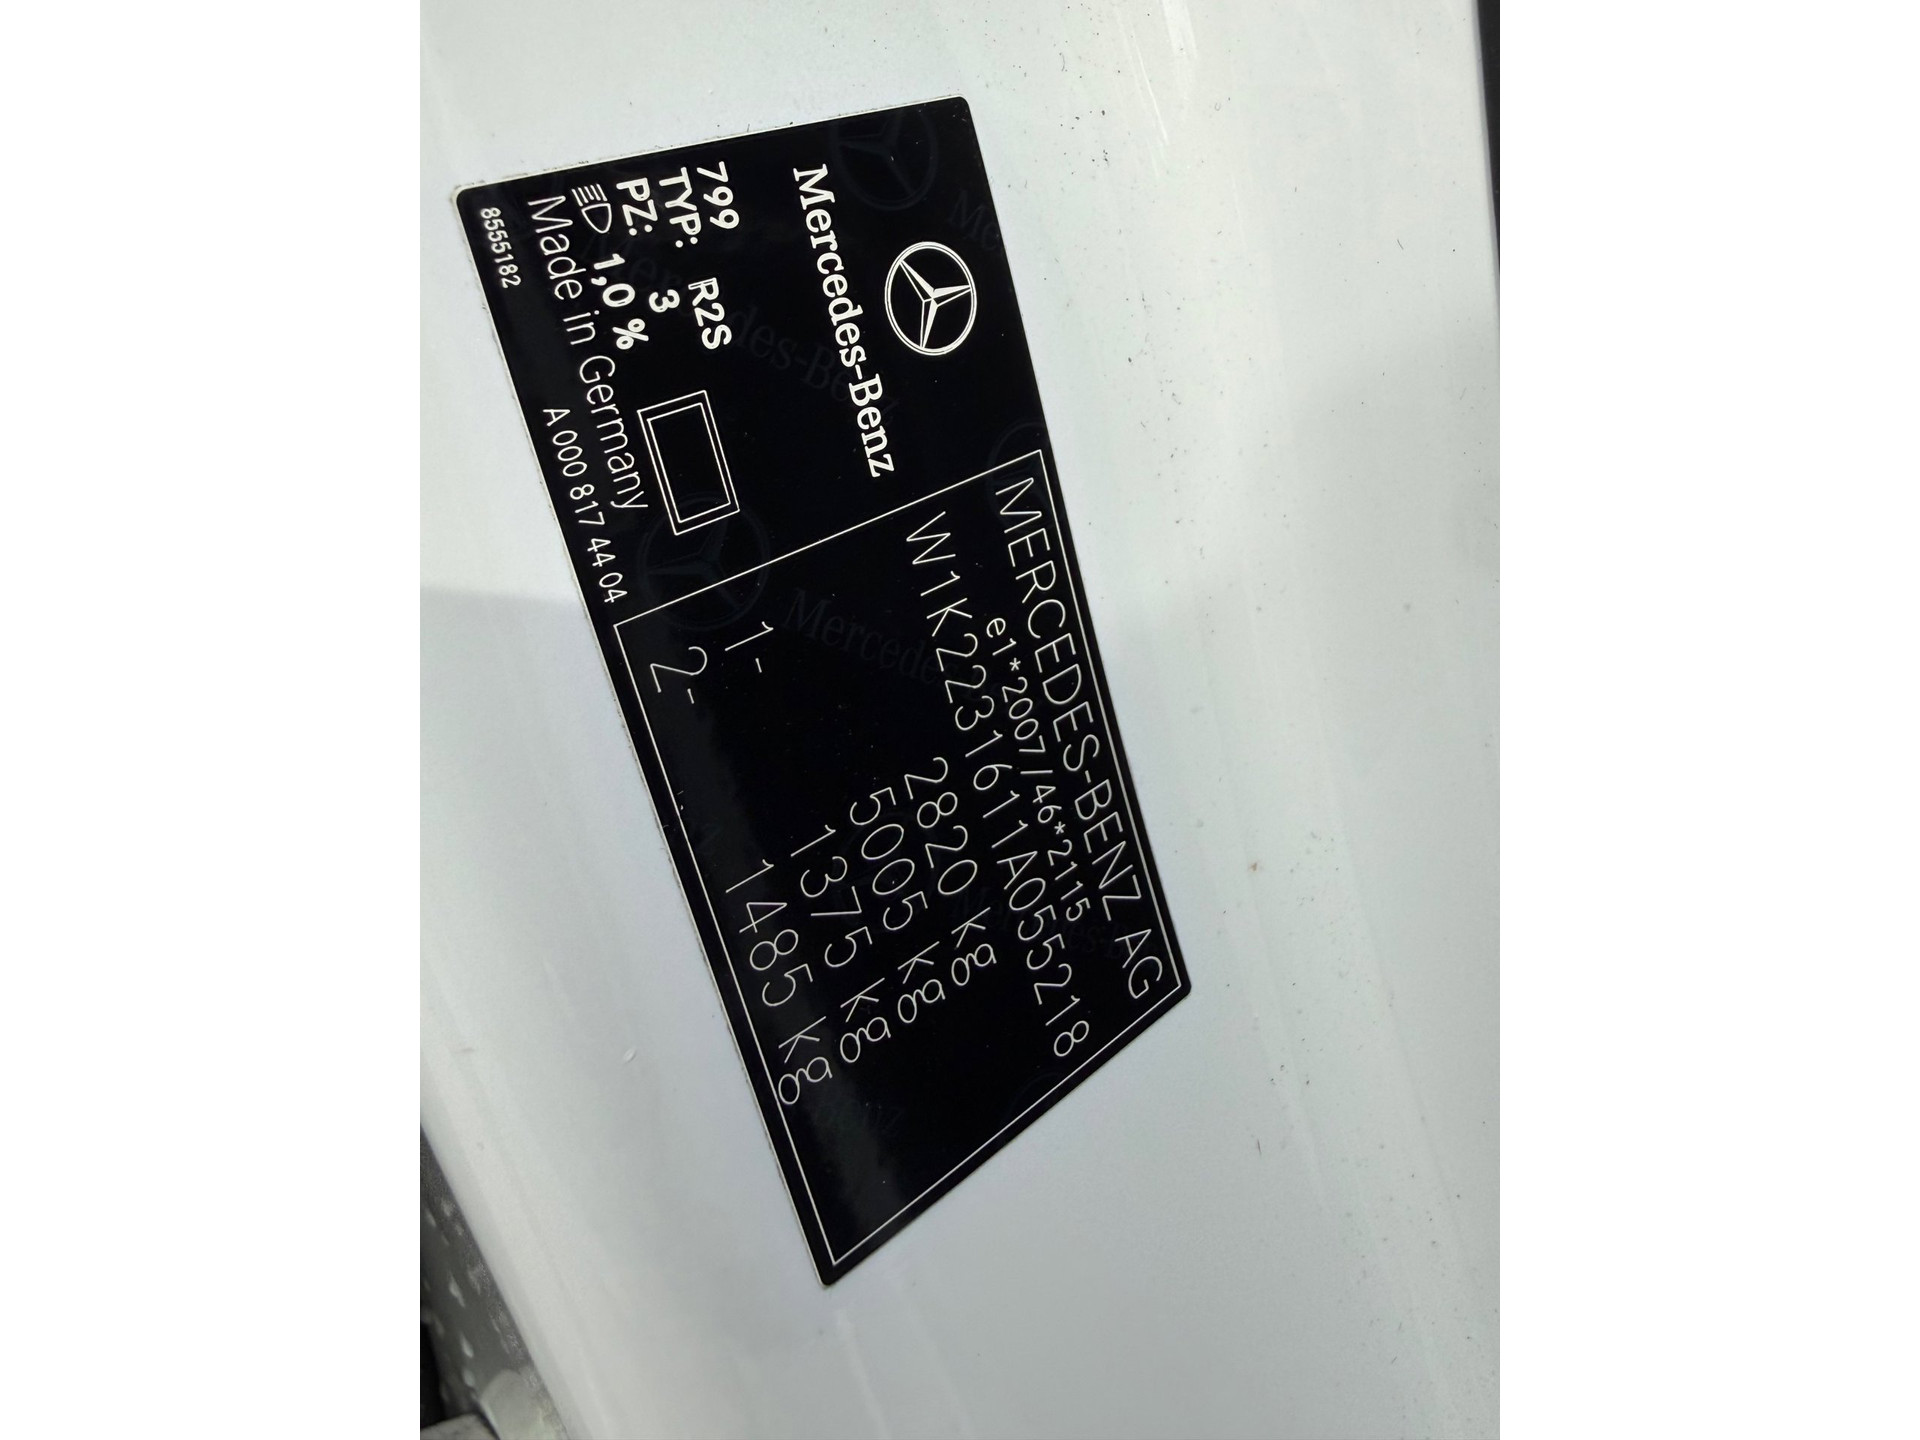 Mercedes-Benz
799
TYP: R2S
PZ: 3
1,0 %
Made in Germany
8555182
A 000 817 44 04
MERCEDES-BENZ AG
e1*2007/46*2115
W1K2231611A055218
2820 kg
5005 kg
1- 1375 kg
2- 1485 kg